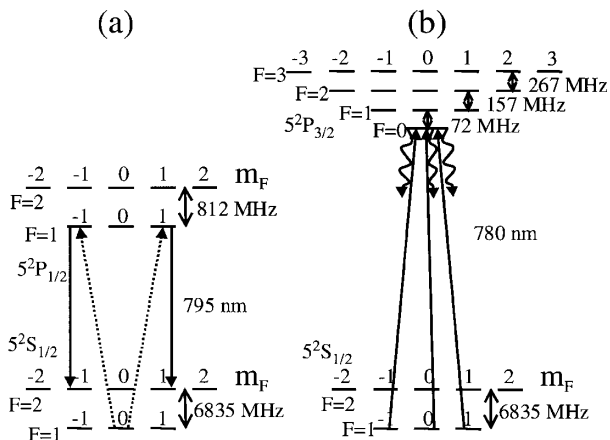 (a)
-2 -1 0 1 2 m_F
F=2
812 MHz
-1 0 1
F=1
5²P₁/₂
795 nm
5²S₁/₂
-2 -1 0 1 2 m_F
F=2
6835 MHz
-1 0 1
F=1
(b)
-3 -2 -1 0 1 2 3
F=3
267 MHz
F=2
157 MHz
F=1
72 MHz
F=0
5²P₃/₂
780 nm
5²S₁/₂
-2 -1 0 1 2 m_F
F=2
6835 MHz
-1 0 1
F=1